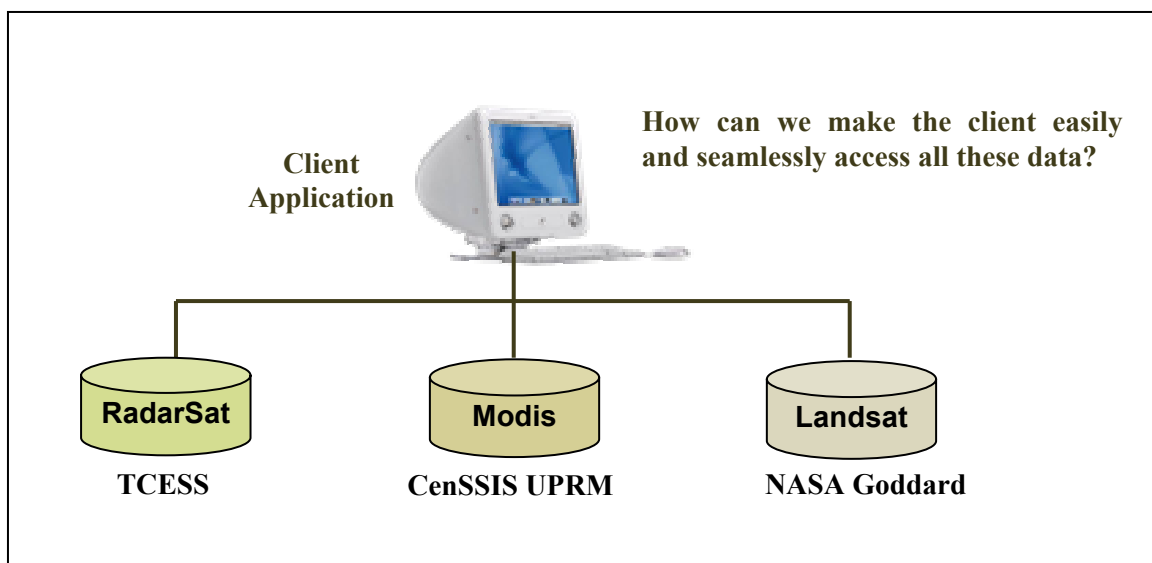 How can we make the client easily
and seamlessly access all these data?
Client
Application
RadarSat
Modis
Landsat
TCESS
CenSSIS UPRM
NASA Goddard